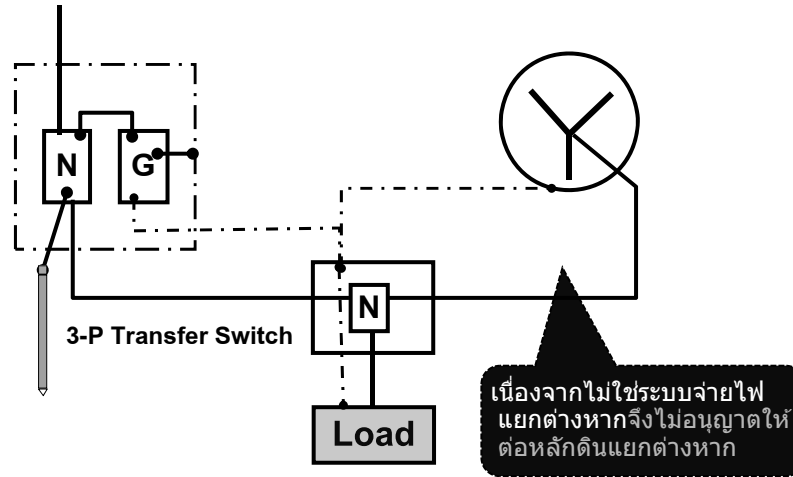 N
G
3-P Transfer Switch
N
Load
เนื่องจากไม่ใช่ระบบจ่ายไฟ
แยกต่างหากจึงไม่อนุญาตให้
ต่อหลักดินแยกต่างหาก